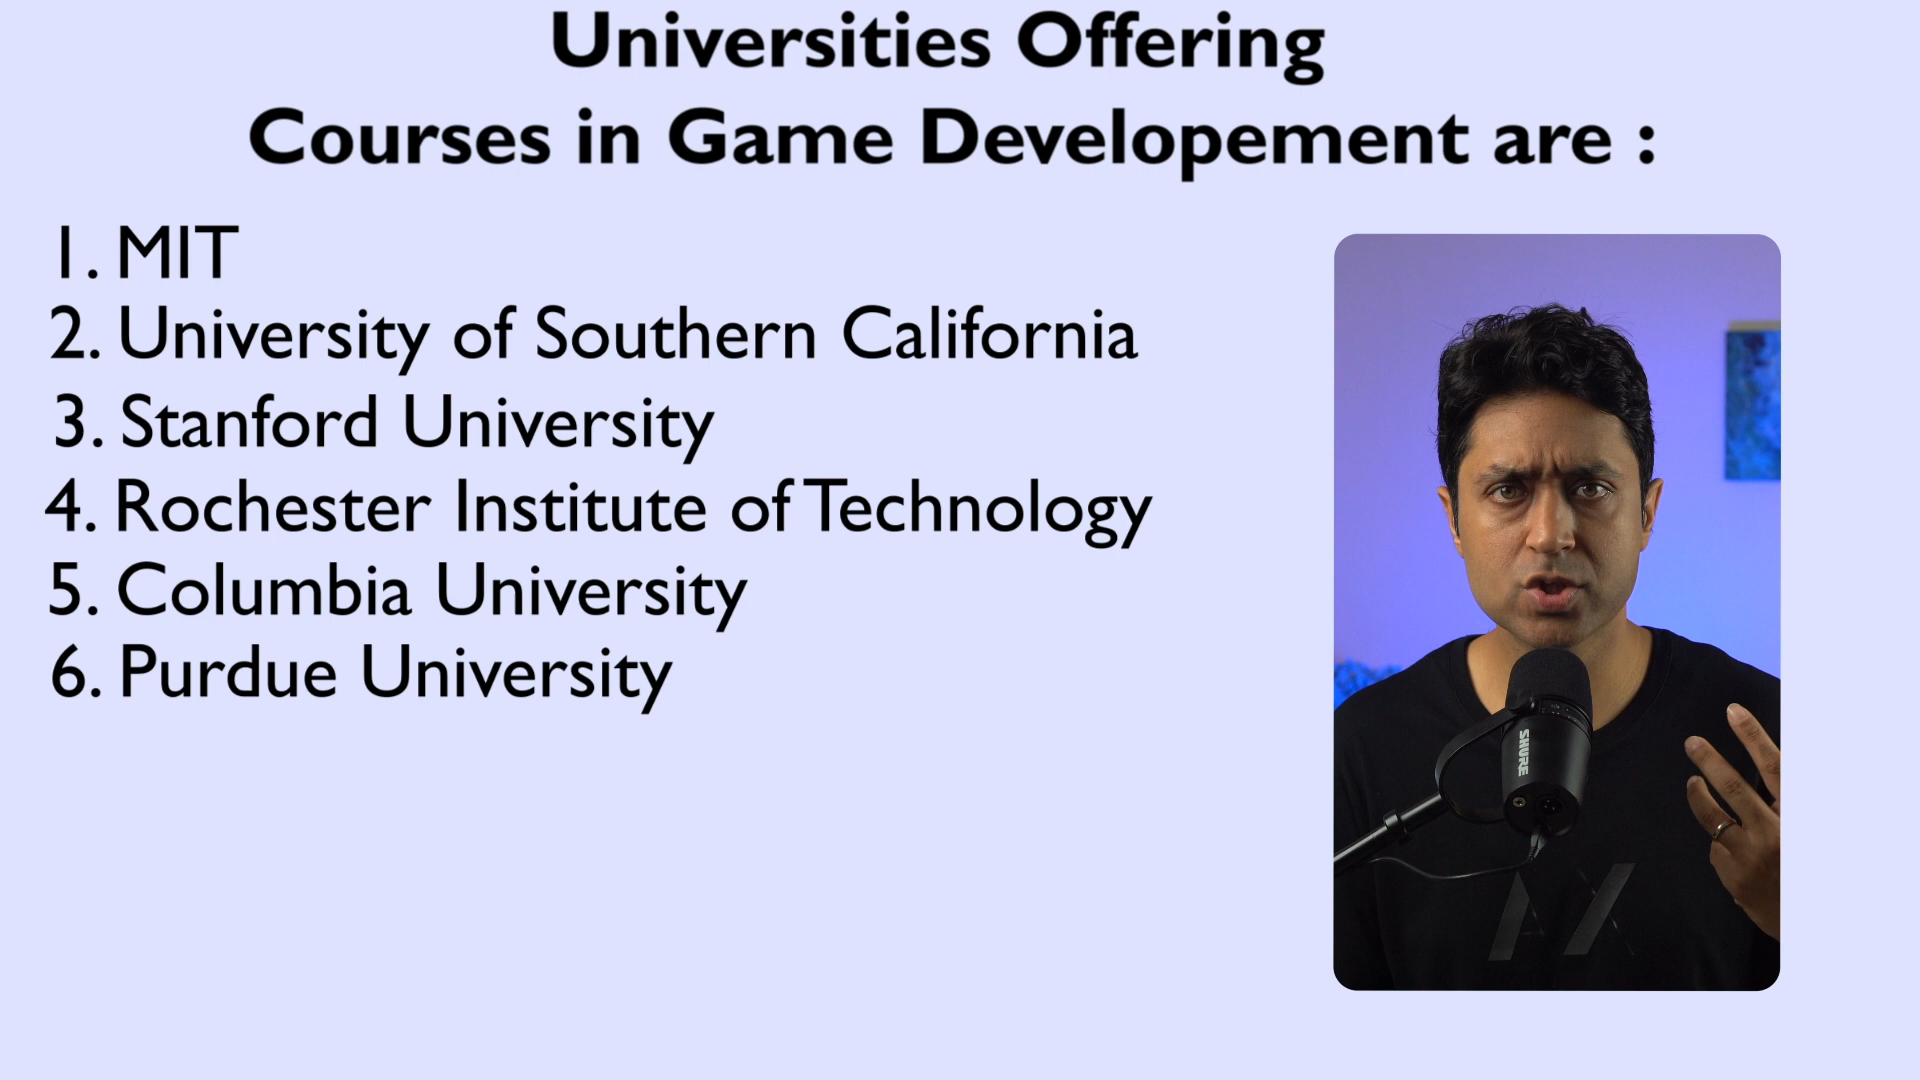 Universities Offering
Courses in Game Developement are :
1. MIT
2. University of Southern California
3. Stanford University
4. Rochester Institute of Technology
5. Columbia University
6. Purdue University
SHURE